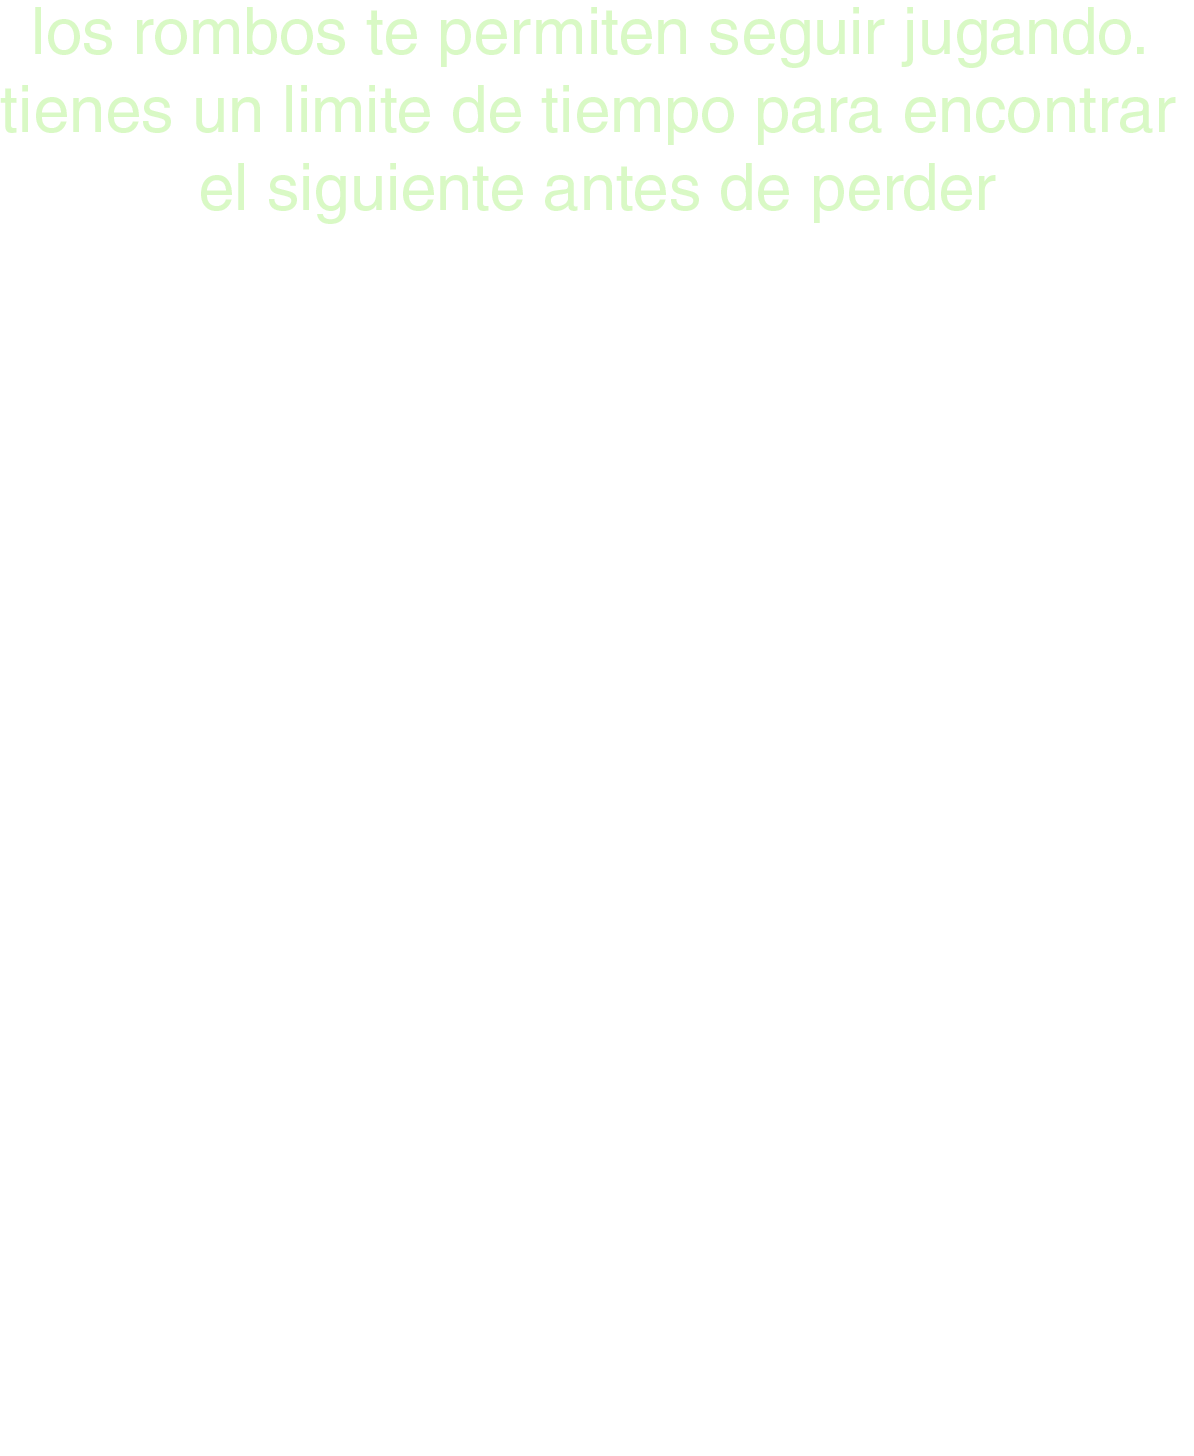 los rombos te permiten seguir jugando.
tienes un limite de tiempo para encontrar
el siguiente antes de perder